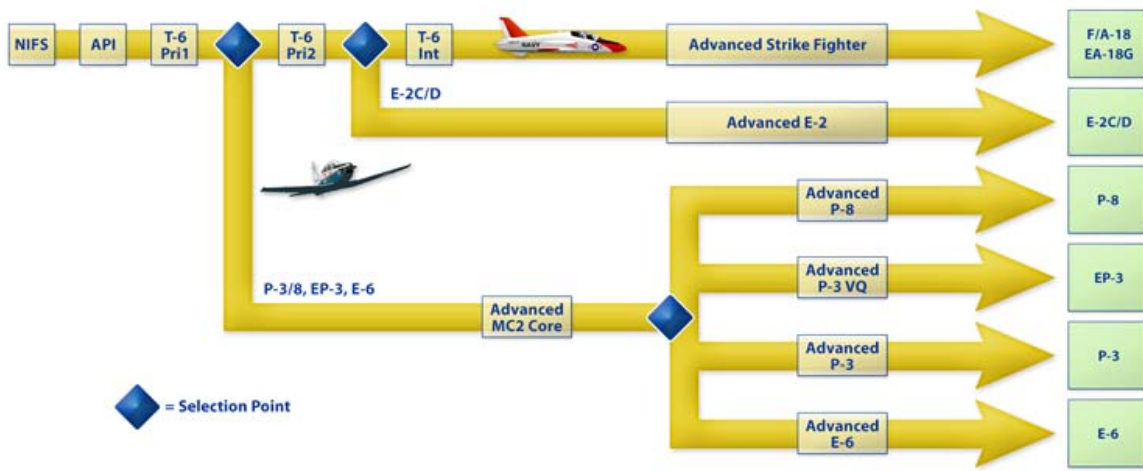 NIFS
API
T-6
Pri1
T-6
Pri2
T-6
Int
NAVY
Advanced Strike Fighter
F/A-18
EA-18G
E-2C/D
Advanced E-2
E-2C/D
Advanced
P-8
P-8
P-3/8, EP-3, E-6
Advanced
MC2 Core
Advanced
P-3 VQ
EP-3
Advanced
P-3
P-3
= Selection Point
Advanced
E-6
E-6